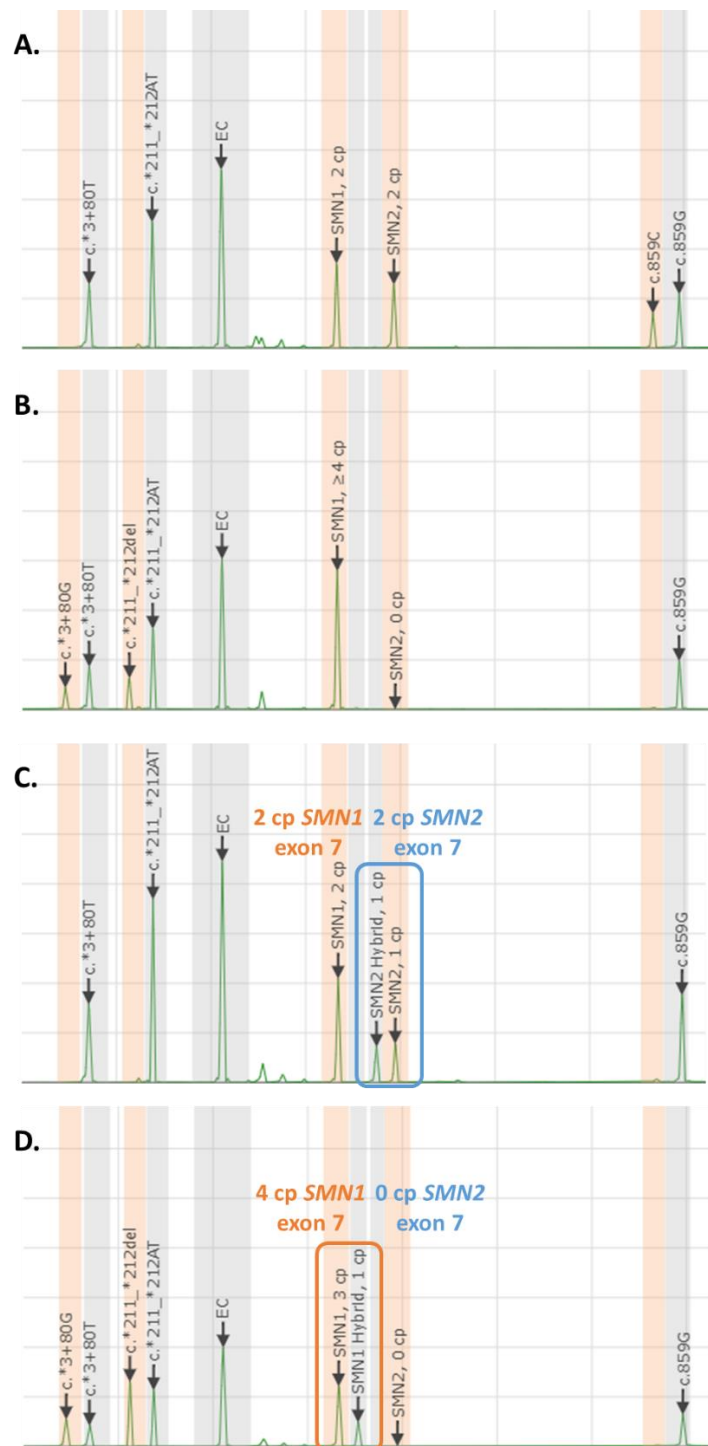 A.
c.*3+80T
c.*211_*212AT
EC
SMN1, 2 cp
SMN2, 2 cp
c.859C
c.859G
B.
c.*3+80G
c.*3+80T
c.*211_*212del
c.*211_*212AT
EC
SMN1, ≥4 cp
SMN2, 0 cp
c.859G
C.
2 cp SMN1 2 cp SMN2
exon 7 exon 7
c.*3+80T
c.*211_*212AT
EC
SMN1, 2 cp
SMN2 Hybrid, 1 cp
SMN2, 1 cp
c.859G
D.
4 cp SMN1 0 cp SMN2
exon 7 exon 7
c.*3+80G
c.*3+80T
c.*211_*212del
c.*211_*212AT
EC
SMN1, 3 cp
SMN1 Hybrid, 1 cp
SMN2, 0 cp
c.859G